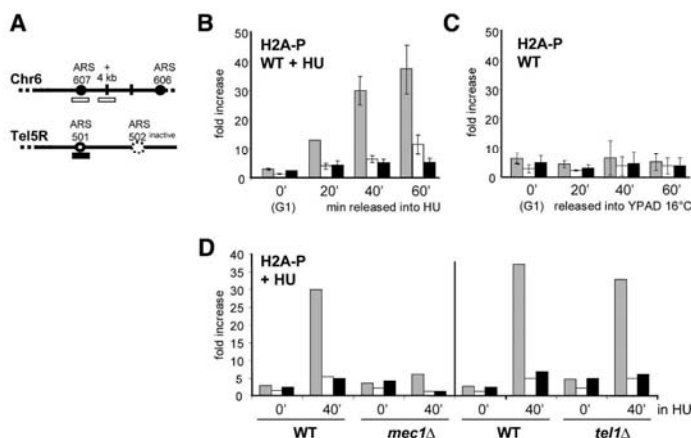 A
ARS
607
+
4 kb
ARS
606
Chr6
Tel5R
ARS
501
ARS
502 inactive
B
H2A-P
WT + HU
fold increase
50
40
30
20
10
0
0'
20'
40'
60'
(G1)
min released into HU
C
H2A-P
WT
fold increase
50
40
30
20
10
0
0'
20'
40'
60'
(G1)
released into YPAD 16°C
D
H2A-P
+ HU
fold increase
40
35
30
25
20
15
10
5
0
0'
40'
0'
40'
0'
40'
0'
40'
in HU
WT
mec1Δ
WT
tel1Δ